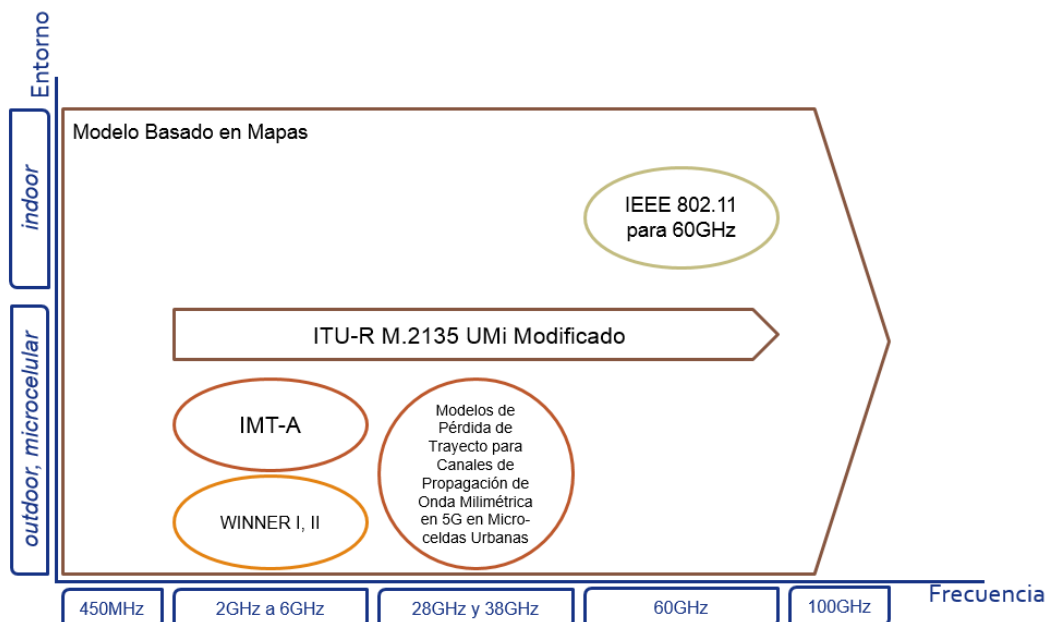 Entorno
indoor
outdoor, microcelular
Modelo Basado en Mapas
IEEE 802.11
para 60GHz
ITU-R M.2135 UMi Modificado
IMT-A
WINNER I, II
Modelos de
Pérdida de
Trayecto para
Canales de
Propagación de
Onda Milimétrica
en 5G en Micro-
celdas Urbanas
450MHz
2GHz a 6GHz
28GHz y 38GHz
60GHz
100GHz
Frecuencia